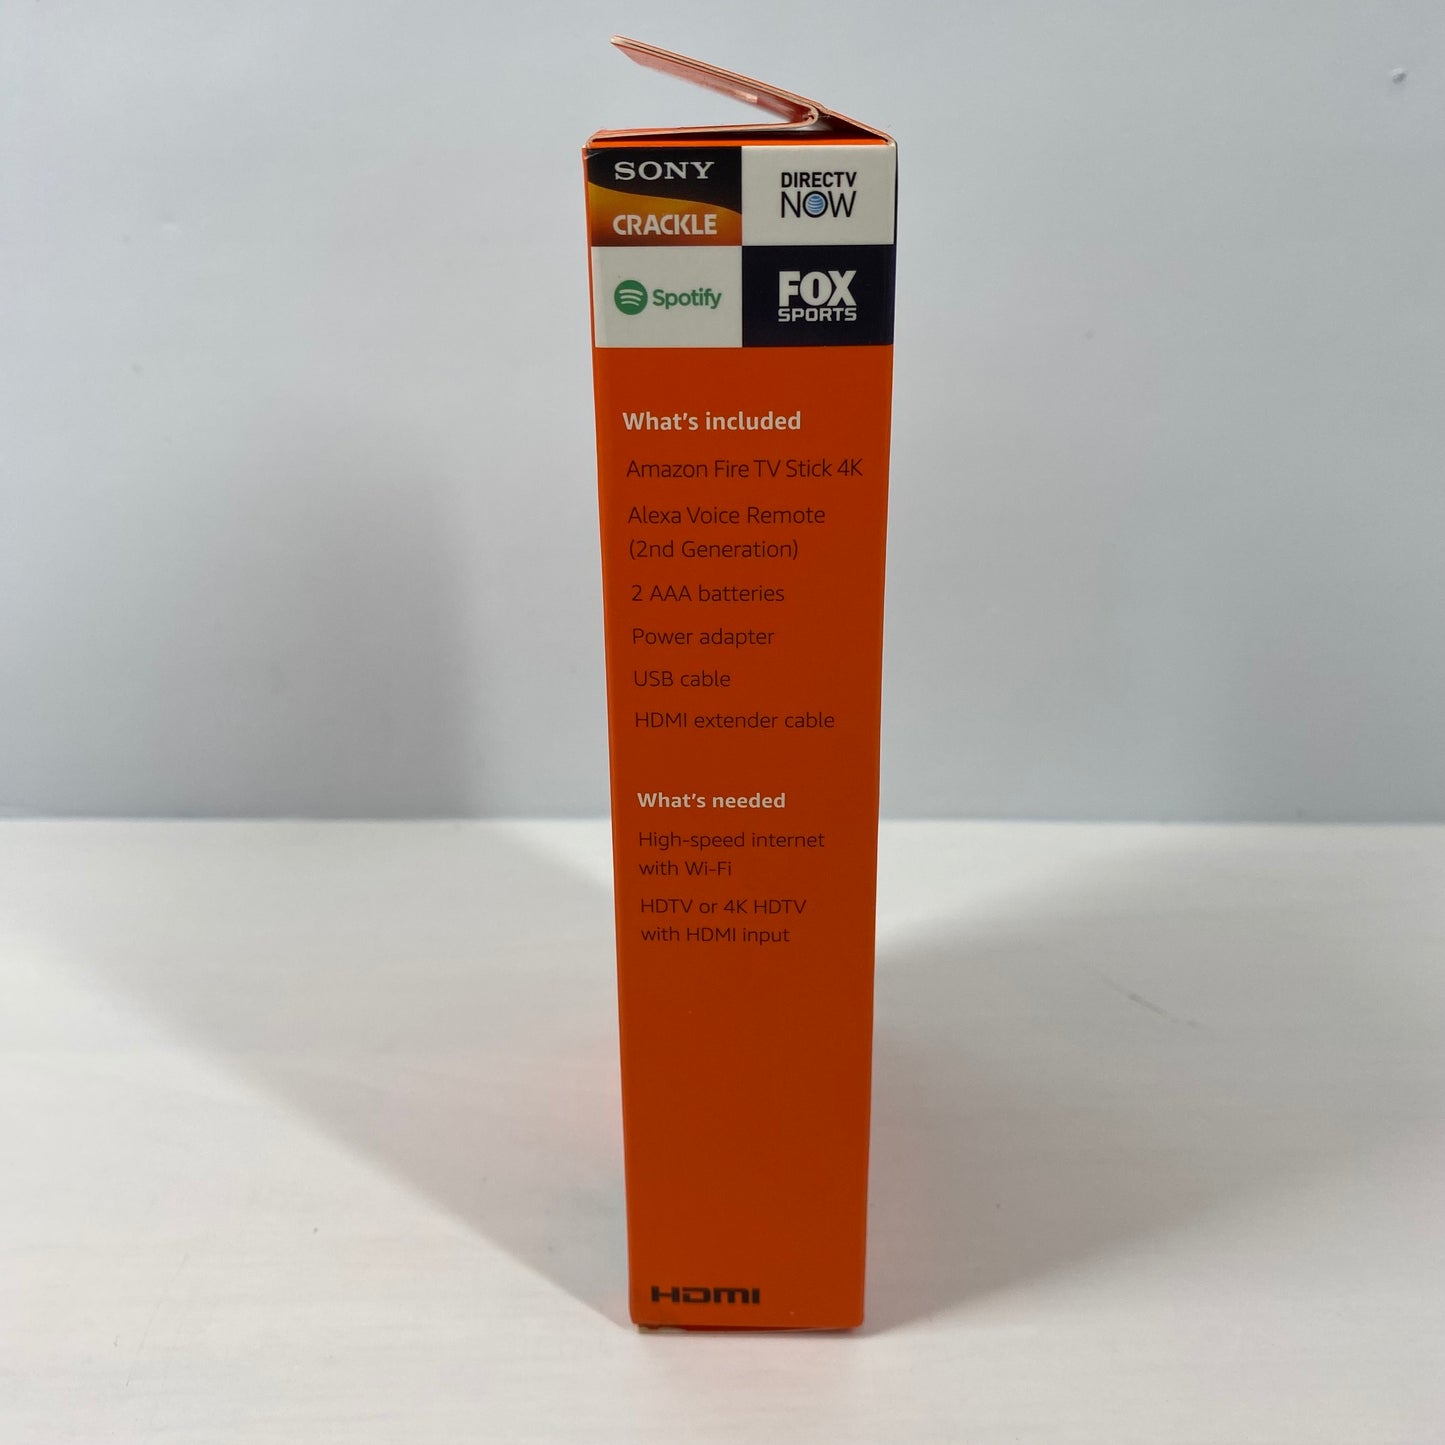 SONY
CRACKLE
DIRECTV
NOW
Spotify
FOX
SPORTS
What's included
Amazon Fire TV Stick 4K
Alexa Voice Remote
(2nd Generation)
2 AAA batteries
Power adapter
USB cable
HDMI extender cable
What's needed
High-speed internet
with Wi-Fi
HDTV or 4K HDTV
with HDMI input
HDMI